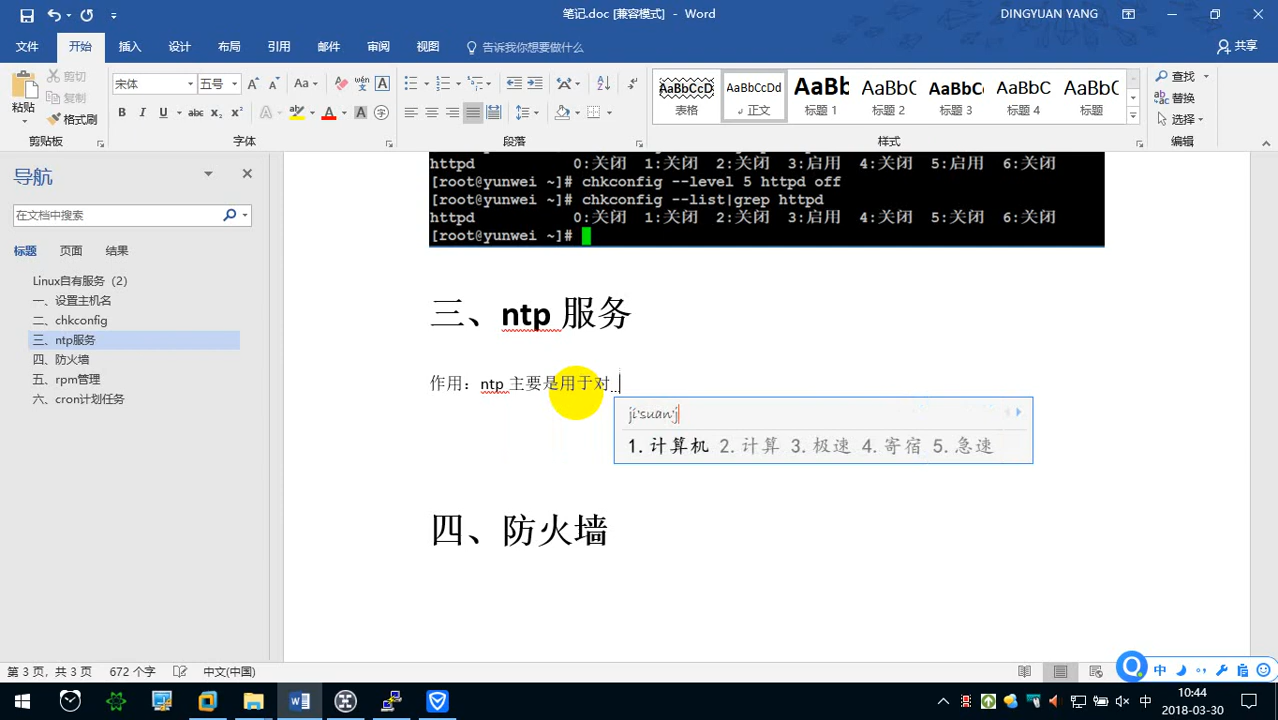 笔记.doc [兼容模式] - Word
DINGYUAN YANG
文件 开始 插入 设计 布局 引用 邮件 审阅 视图 告诉我你想要做什么 共享
粘贴
剪切
复制
格式刷
宋体 五号
B I U abc x₂ x²
AaBbCcD AaBbCcDd AaBb AaBbC AaBbC AaBbC AaBbC
表格 正文 标题 1 标题 2 标题 3 标题 4 标题
查找
替换
选择
剪贴板 字体 段落 样式 编辑
导航
在文档中搜索
标题 页面 结果
Linux自有服务（2）
一、设置主机名
二、chkconfig
三、ntp服务
四、防火墙
五、rpm管理
六、cron计划任务
httpd 0:关闭 1:关闭 2:关闭 3:启用 4:关闭 5:启用 6:关闭
[root@yunwei ~]# chkconfig --level 5 httpd off
[root@yunwei ~]# chkconfig --list|grep httpd
httpd 0:关闭 1:关闭 2:关闭 3:启用 4:关闭 5:关闭 6:关闭
[root@yunwei ~]#
三、ntp 服务
作用：ntp 主要是用于对
ji'suan'j
1.计算机 2.计算 3.极速 4.寄宿 5.急速
四、防火墙
第 3 页，共 3 页 672 个字 中文(中国)
中
中
10:44
2018-03-30